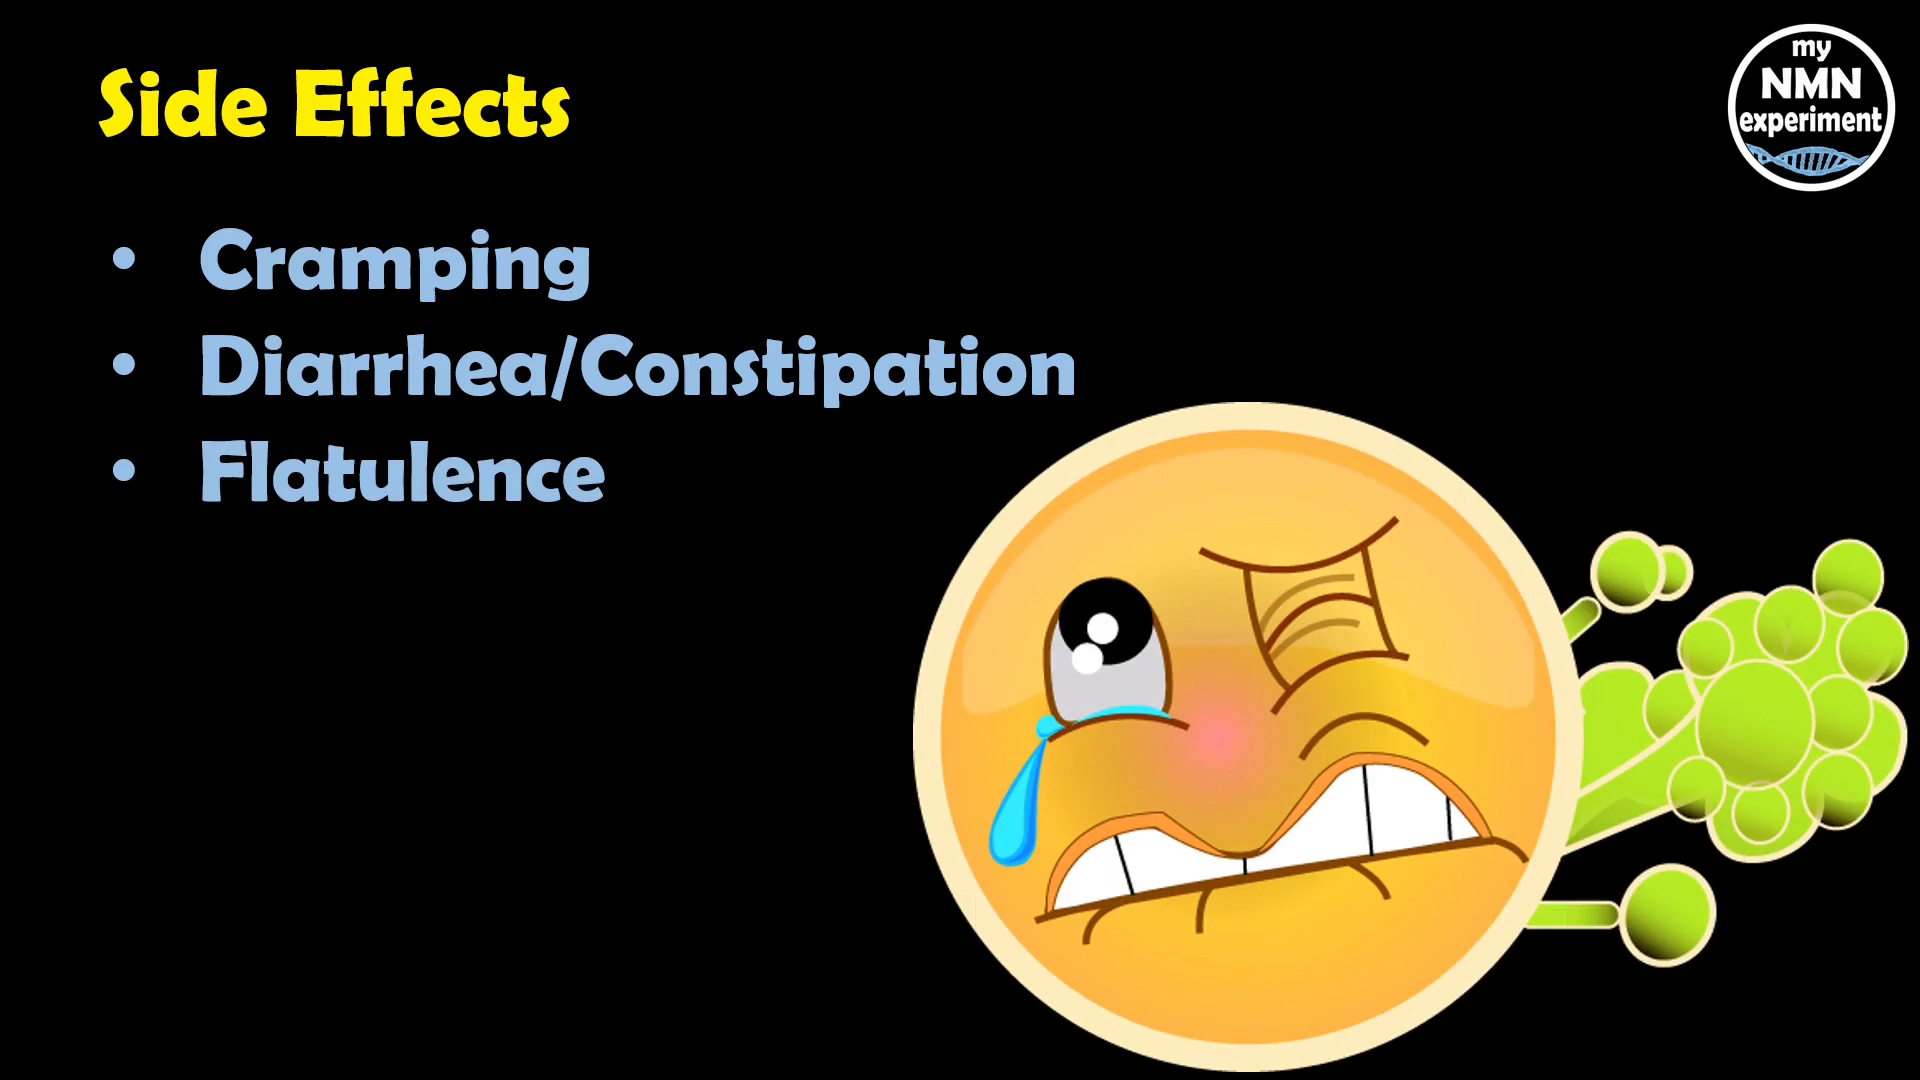 Side Effects
my
NMN
experiment
• Cramping
• Diarrhea/Constipation
• Flatulence